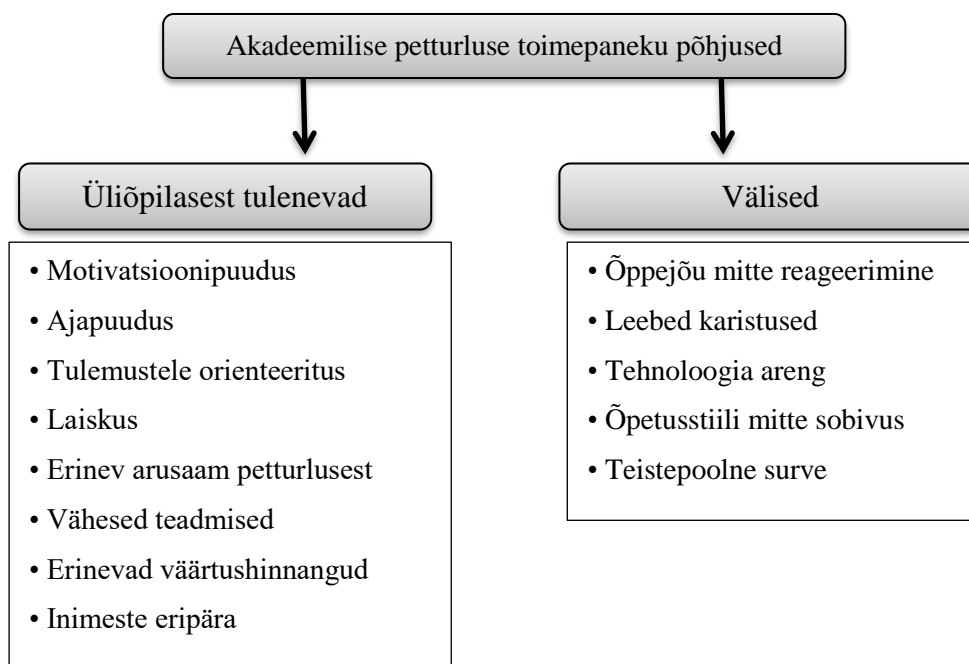 Akadeemilise petturluse toimepaneku põhjused
Üliõpilasest tulenevad
• Motivatsioonipuudus
• Ajapuudus
• Tulemustele orienteeritus
• Laiskus
• Erinev arusaam petturlusest
• Vähesed teadmised
• Erinevad väärtushinnangud
• Inimeste eripära
Välised
• Õppejõu mitte reageerimine
• Leebed karistused
• Tehnoloogia areng
• Õpetusstiili mitte sobivus
• Teistepoolne surve